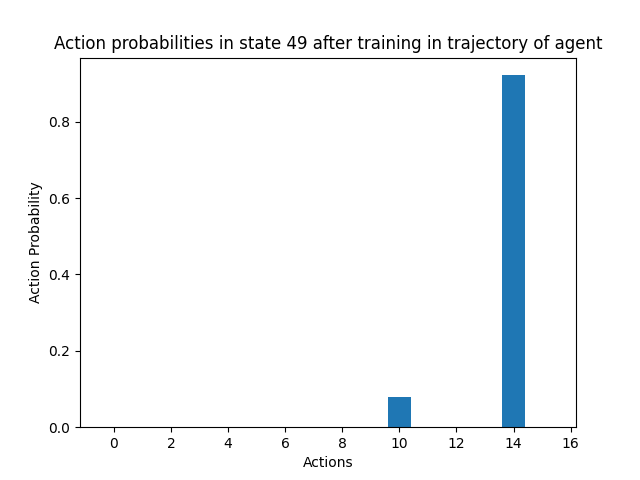 Action probabilities in state 49 after training in trajectory of agent
0.8
0.6
0.4
0.2
0.0
Action Probability
0 2 4 6 8 10 12 14 16
Actions